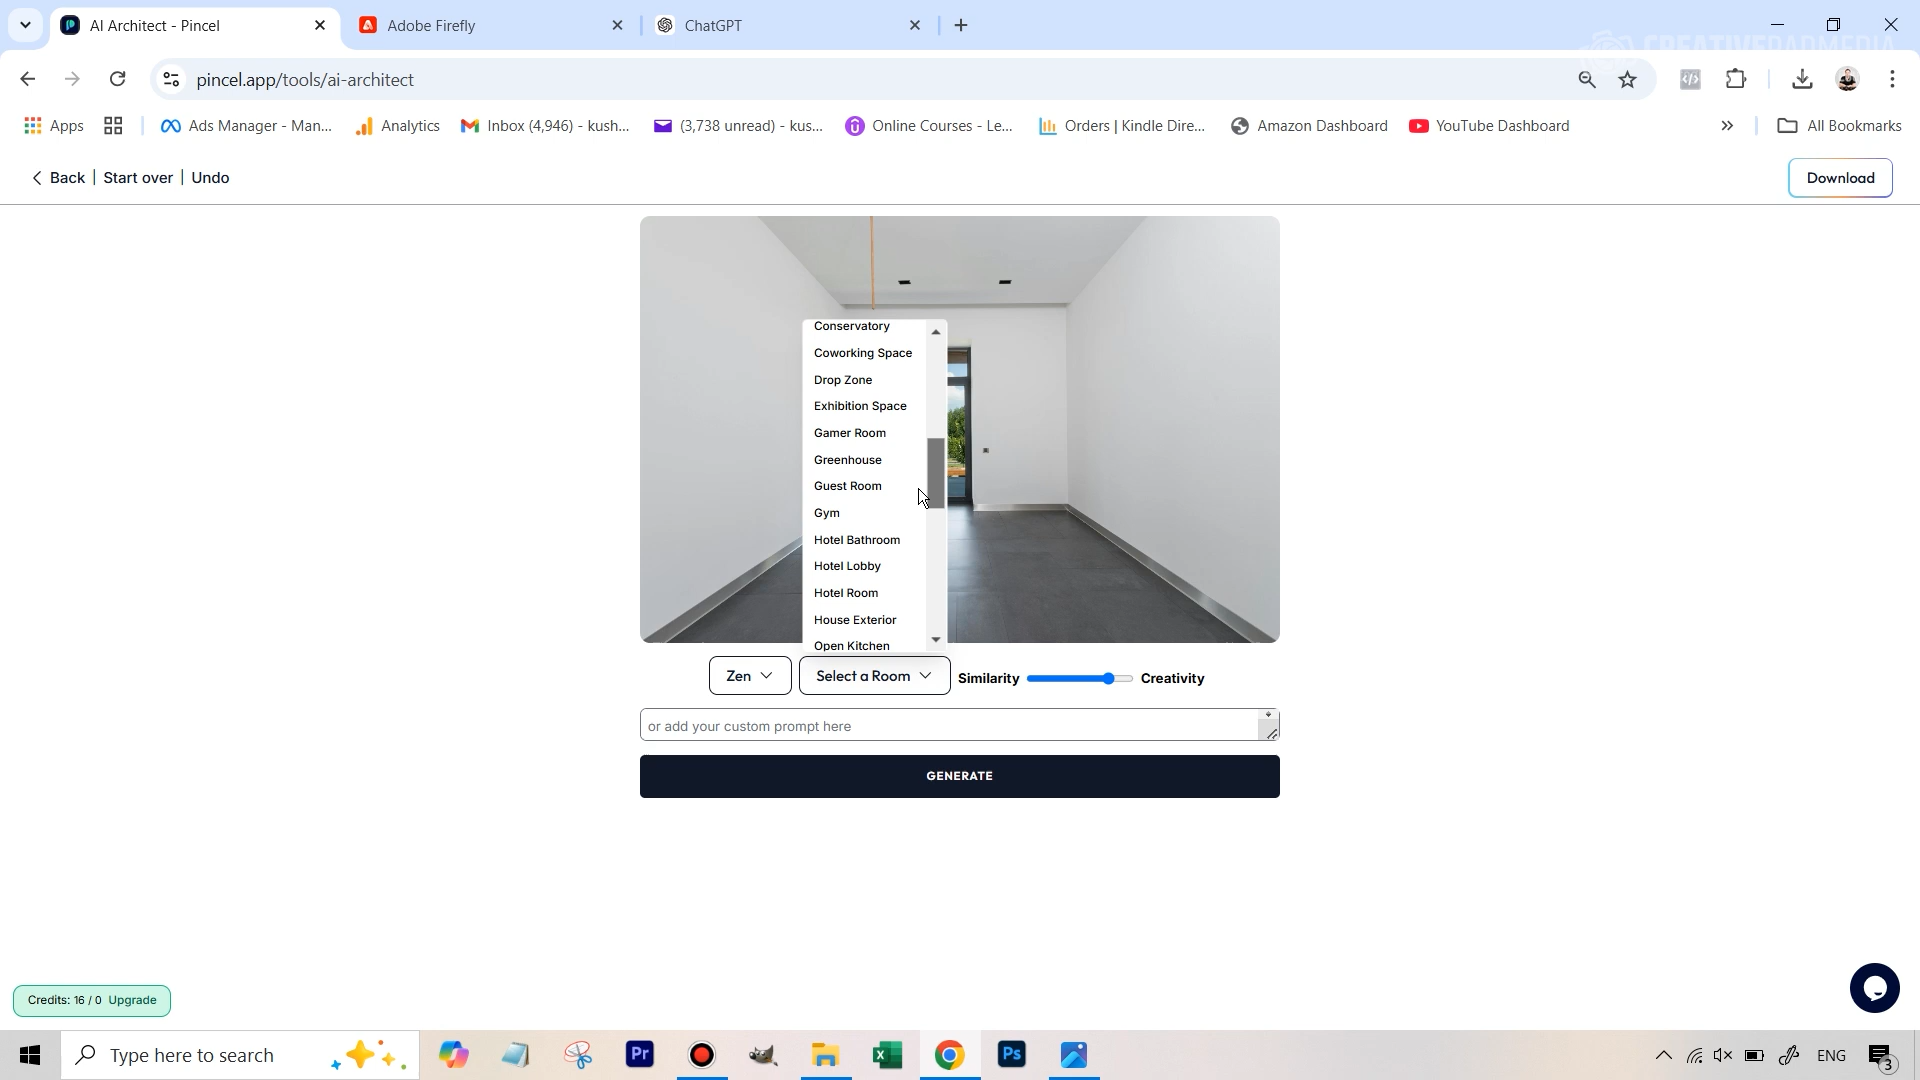 AI Architect - Pincel
Adobe Firefly
ChatGPT
CREATIVEDADMEDIA
pincel.app/tools/ai-architect
Apps
Ads Manager - Man...
Analytics
Inbox (4,946) - kush...
(3,738 unread) - kus...
Online Courses - Le...
Orders | Kindle Dire...
Amazon Dashboard
YouTube Dashboard
All Bookmarks
Back | Start over | Undo
Download
Conservatory
Coworking Space
Drop Zone
Exhibition Space
Gamer Room
Greenhouse
Guest Room
Gym
Hotel Bathroom
Hotel Lobby
Hotel Room
House Exterior
Open Kitchen
Zen
Select a Room
Similarity
Creativity
or add your custom prompt here
GENERATE
Credits: 16 / 0 Upgrade
Type here to search
Pr
Ps
ENG
3